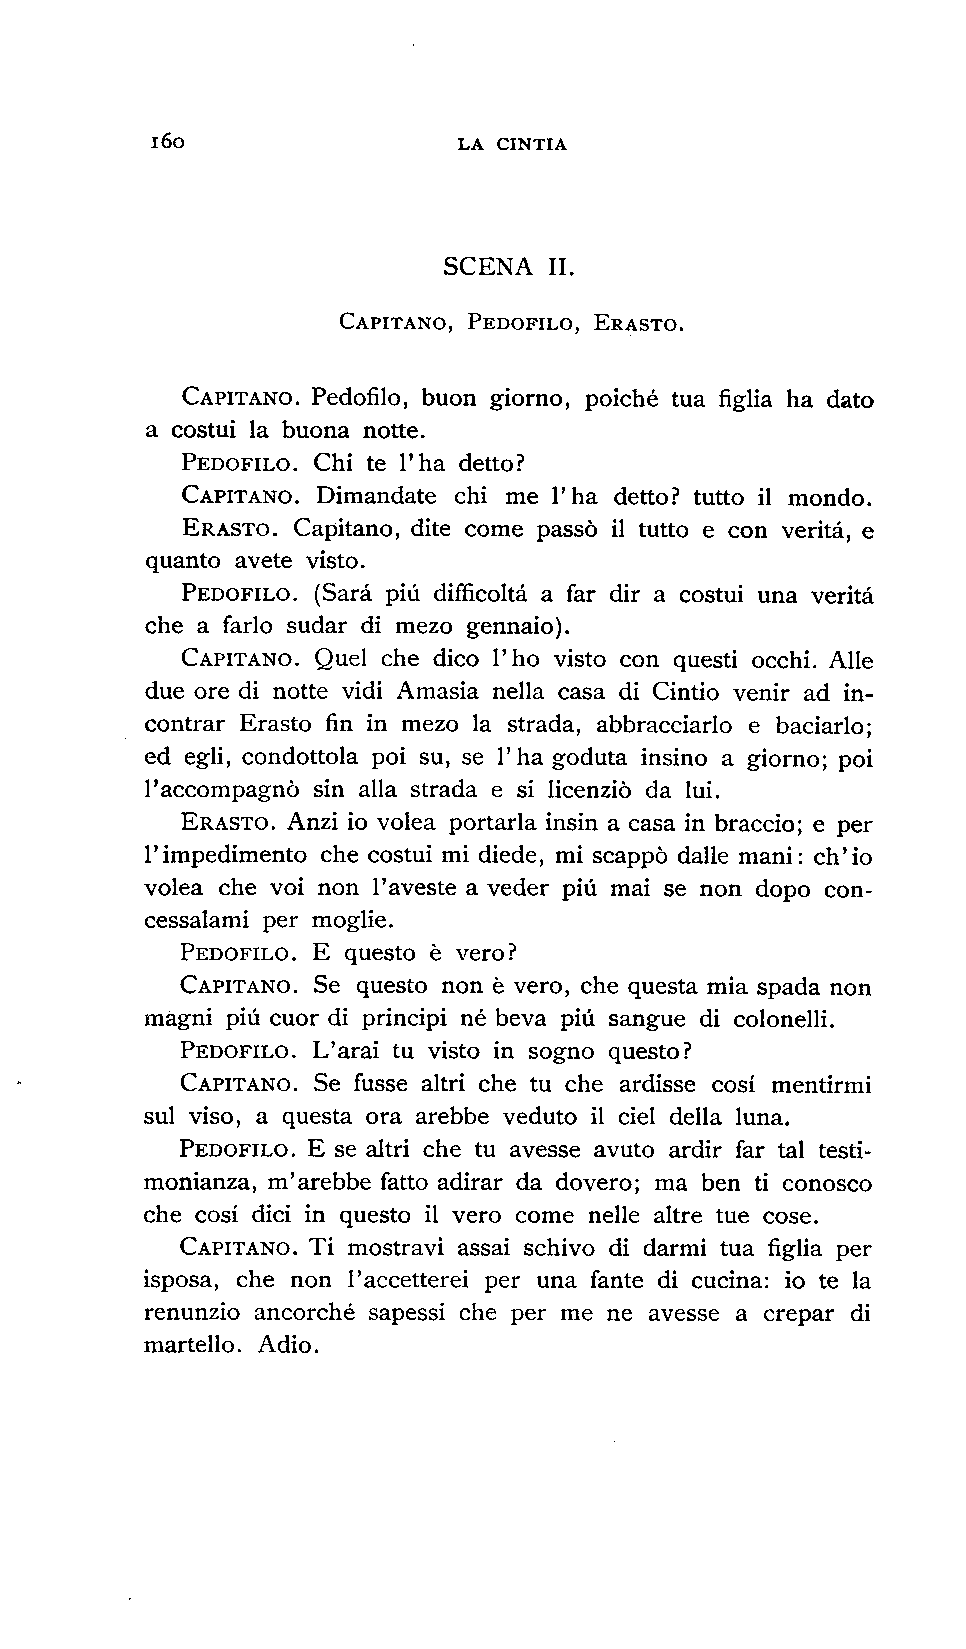 160 LA CINTIA
SCENA II.
CAPITANO, PEDOFILO, ERASTO.
CAPITANO. Pedofilo, buon giorno, poiché tua figlia ha dato
a costui la buona notte.
PEDOFILO. Chi te l'ha detto?
CAPITANO. Dimandate chi me l'ha detto? tutto il mondo.
ERASTO. Capitano, dite come passò il tutto e con veritá, e
quanto avete visto.
PEDOFILO. (Sará piú difficoltá a far dir a costui una veritá
che a farlo sudar di mezo gennaio).
CAPITANO. Quel che dico l'ho visto con questi occhi. Alle
due ore di notte vidi Amasia nella casa di Cintio venir ad in-
contrar Erasto fin in mezo la strada, abbracciarlo e baciarlo;
ed egli, condottola poi su, se l'ha goduta insino a giorno; poi
l'accompagnò sin alla strada e si licenziò da lui.
ERASTO. Anzi io volea portarla insin a casa in braccio; e per
l'impedimento che costui mi diede, mi scappò dalle mani: ch'io
volea che voi non l'aveste a veder piú mai se non dopo con-
cessalami per moglie.
PEDOFILO. E questo è vero?
CAPITANO. Se questo non è vero, che questa mia spada non
magni piú cuor di principi né beva piú sangue di colonelli.
PEDOFILO. L'arai tu visto in sogno questo?
CAPITANO. Se fusse altri che tu che ardisse cosí mentirmi
sul viso, a questa ora arebbe veduto il ciel della luna.
PEDOFILO. E se altri che tu avesse avuto ardir far tal testi-
monianza, m'arebbe fatto adirar da dovero; ma ben ti conosco
che cosí dici in questo il vero come nelle altre tue cose.
CAPITANO. Ti mostravi assai schivo di darmi tua figlia per
isposa, che non l'accetterei per una fante di cucina: io te la
renunzio ancorché sapessi che per me ne avesse a crepar di
martello. Adio.